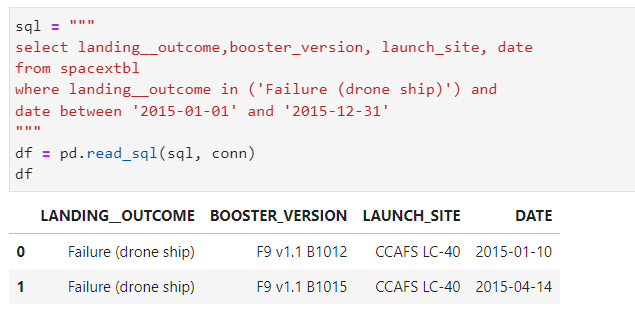 sql = """
select landing__outcome,booster_version, launch_site, date
from spacextbl
where landing__outcome in ('Failure (drone ship)') and
date between '2015-01-01' and '2015-12-31'
"""
df = pd.read_sql(sql, conn)
df
LANDING__OUTCOME BOOSTER_VERSION LAUNCH_SITE DATE
0 Failure (drone ship) F9 v1.1 B1012 CCAFS LC-40 2015-01-10
1 Failure (drone ship) F9 v1.1 B1015 CCAFS LC-40 2015-04-14